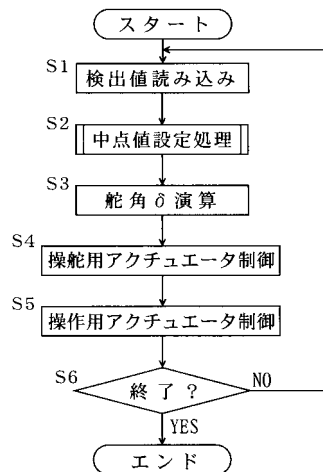 スタート
S1
検出値読み込み
S2
中点値設定処理
S3
舵角δ演算
S4
操舵用アクチュエータ制御
S5
操作用アクチュエータ制御
S6
終了?
NO
YES
エンド